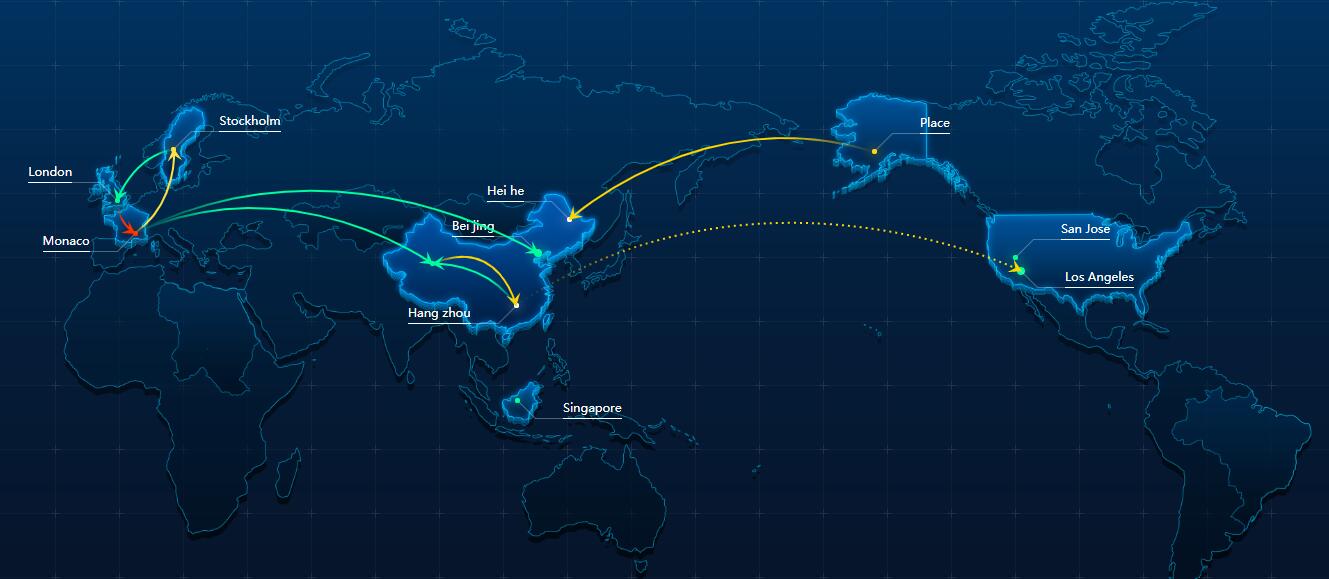 Stockholm
Place
London
Hei he
Bei jing
San Jose
Monaco
Los Angeles
Hang zhou
Singapore